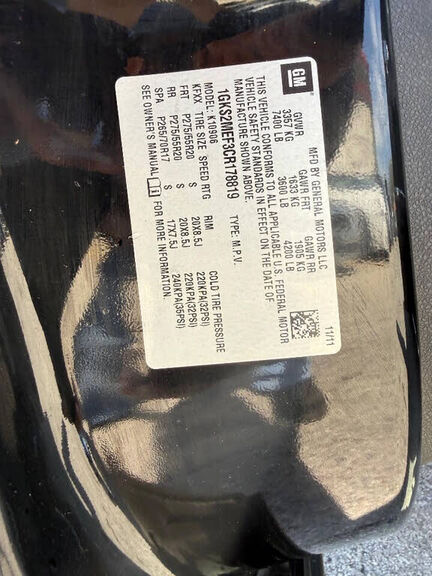 GM
MFD BY GENERAL MOTORS LLC 11/11
GVWR GAWR FRT GAWR RR
3357 KG 1633 KG 1905 KG
7400 LB 3600 LB 4200 LB
THIS VEHICLE CONFORMS TO ALL APPLICABLE U.S. FEDERAL MOTOR
VEHICLE SAFETY STANDARDS IN EFFECT ON THE DATE OF
MANUFACTURE SHOWN ABOVE.
1GKS2MEF3CR178819 TYPE: M.P.V.
MODEL: K10906
KFXX TIRE SIZE SPEED RTG RIM COLD TIRE PRESSURE
FRT P275/55R20 S 20X8.5J 220KPA(32PSI)
RR P275/55R20 S 20X8.5J 220KPA(32PSI)
SPA P265/70R17 S 17X7.5J 240KPA(35PSI)
SEE OWNER'S MANUAL i FOR MORE INFORMATION.